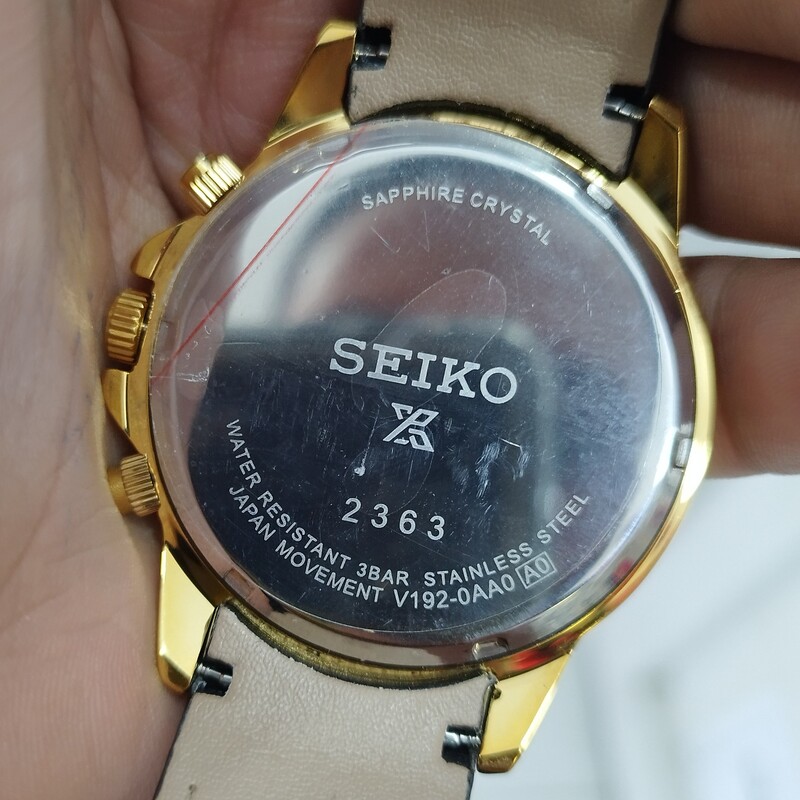 SAPPHIRE CRYSTAL
SEIKO
2363
WATER RESISTANT 3BAR STAINLESS STEEL
JAPAN MOVEMENT V192-0AA0 A0